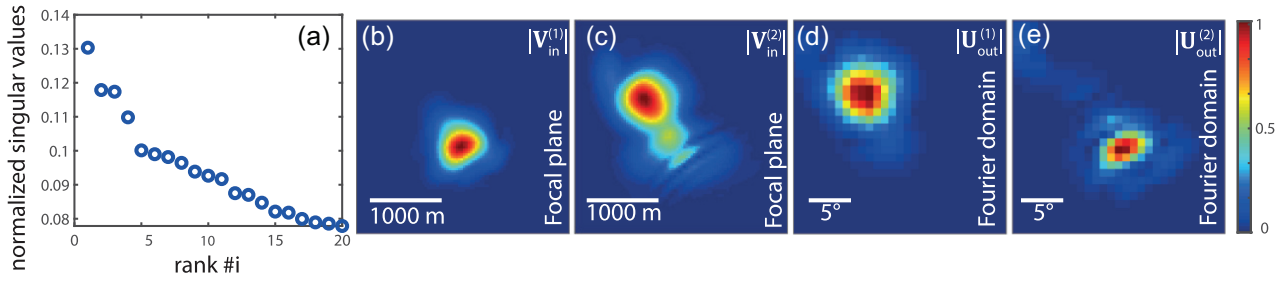 normalized singular values
0.14
0.13
0.12
0.11
0.1
0.09
0.08
0
5
10
15
20
rank #i
(a)
(b)
|V_in^(1)|
Focal plane
1000 m
(c)
|V_in^(2)|
Focal plane
1000 m
(d)
|U_out^(1)|
Fourier domain
5°
(e)
|U_out^(2)|
Fourier domain
5°
1
0.5
0